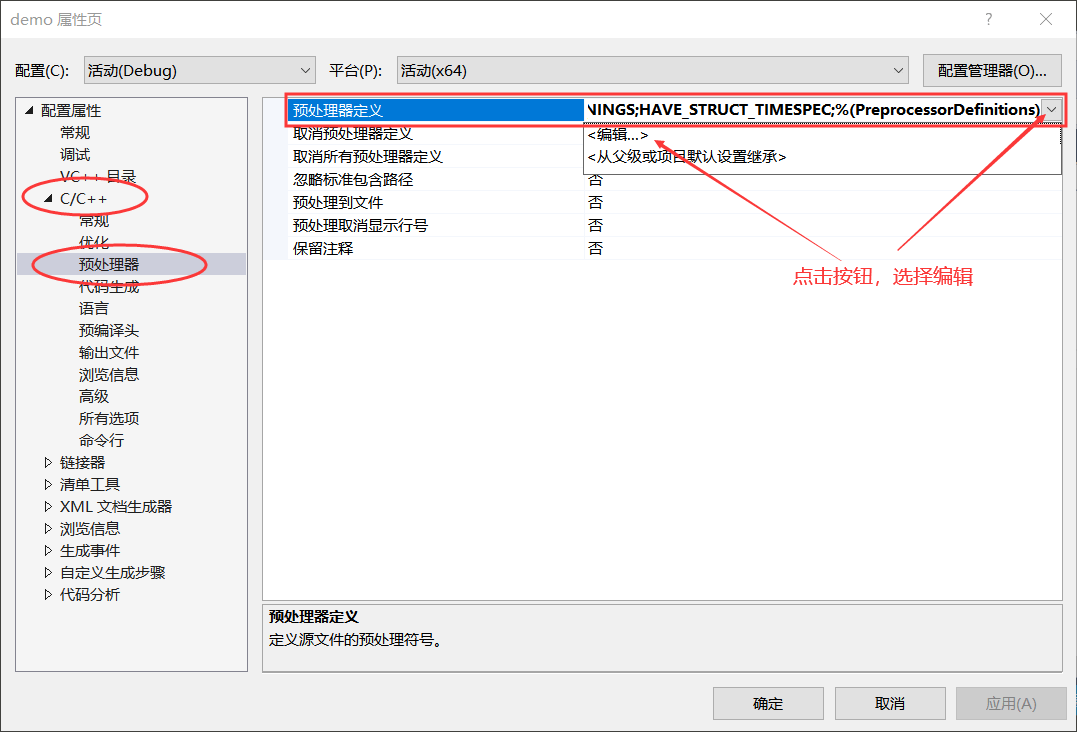 demo 属性页
?
配置(C):
活动(Debug)
平台(P):
活动(x64)
配置管理器(O)...
配置属性
常规
调试
VC++ 目录
C/C++
常规
优化
预处理器
代码生成
语言
预编译头
输出文件
浏览信息
高级
所有选项
命令行
链接器
清单工具
XML 文档生成器
浏览信息
生成事件
自定义生成步骤
代码分析
预处理器定义 NINGS;HAVE_STRUCT_TIMESPEC;%(PreprocessorDefinitions)
取消预处理器定义
<编辑...>
取消所有预处理器定义
<从父级或项目默认设置继承>
忽略标准包含路径 否
预处理到文件 否
预处理取消显示行号 否
保留注释 否
点击按钮，选择编辑
预处理器定义
定义源文件的预处理符号。
确定
取消
应用(A)